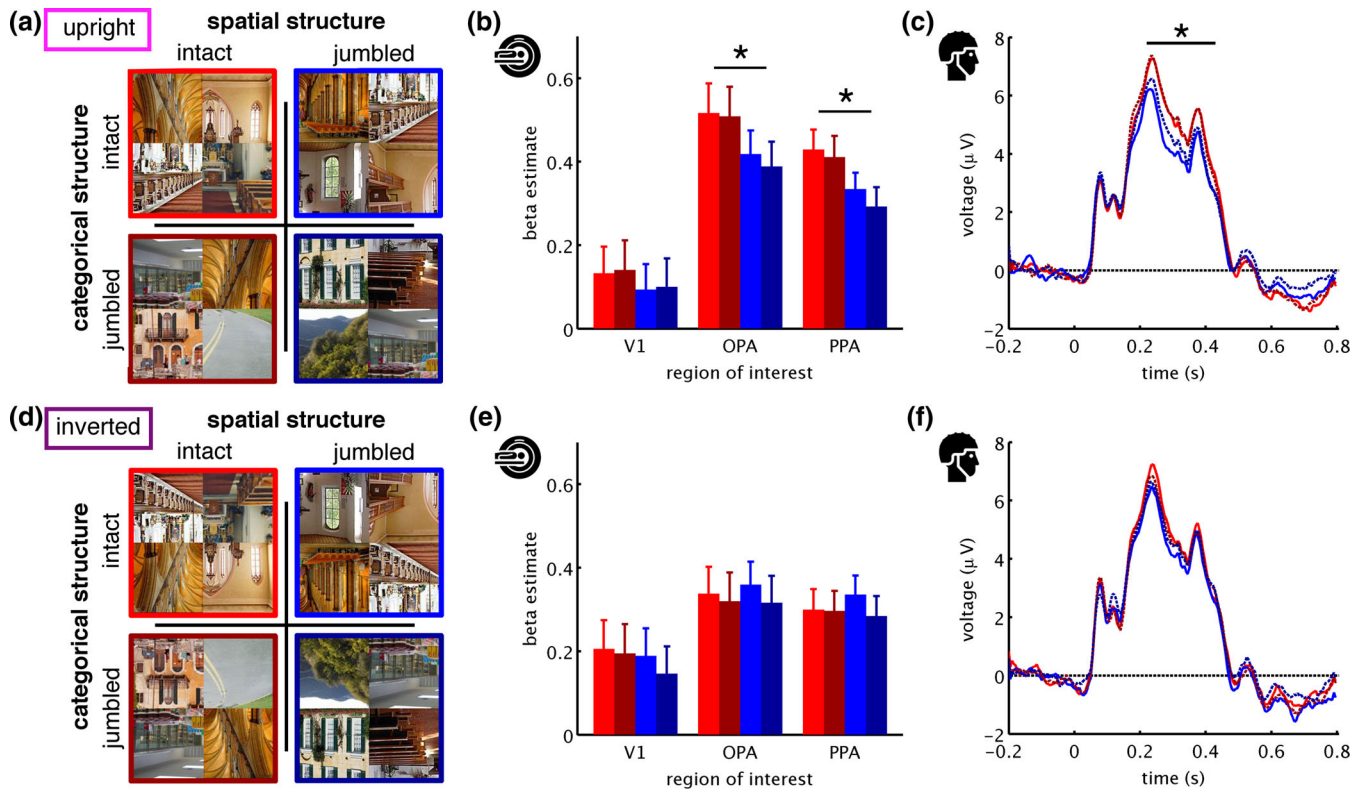 (a)
upright
spatial structure
intact
jumbled
categorical structure
intact
jumbled
(b)
*
*
0.6
0.4
0.2
0
beta estimate
V1
OPA
PPA
region of interest
(c)
*
8
6
4
2
0
−2
voltage (μ V)
−0.2
0
0.2
0.4
0.6
0.8
time (s)
(d)
inverted
spatial structure
intact
jumbled
categorical structure
intact
jumbled
(e)
0.6
0.4
0.2
0
beta estimate
V1
OPA
PPA
region of interest
(f)
8
6
4
2
0
−2
voltage (μ V)
−0.2
0
0.2
0.4
0.6
0.8
time (s)